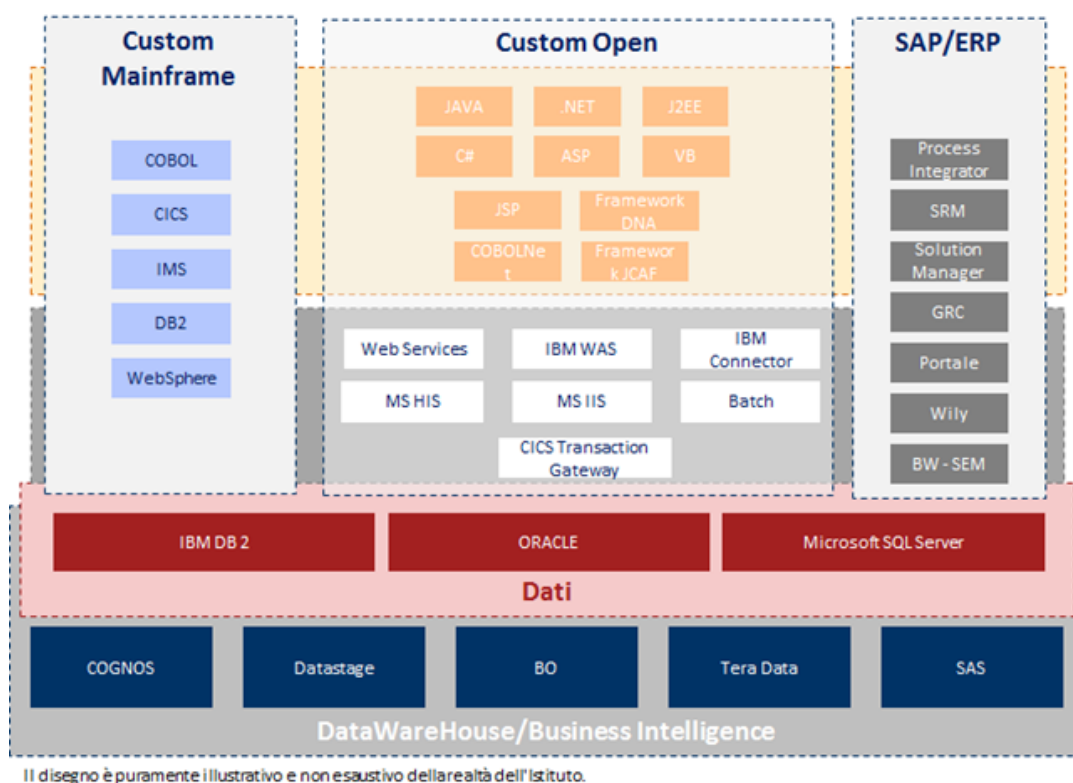 Custom
Mainframe
COBOL
CICS
IMS
DB2
WebSphere
Custom Open
JAVA
.NET
J2EE
C#
ASP
VB
JSP
Framework
DNA
COBOLNe
t
Framewor
k JCAF
Web Services
IBM WAS
IBM
Connector
MS HIS
MS IIS
Batch
CICS Transaction
Gateway
SAP/ERP
Process
Integrator
SRM
Solution
Manager
GRC
Portale
Wily
BW - SEM
IBM DB 2
ORACLE
Microsoft SQL Server
Dati
COGNOS
Datastage
BO
Tera Data
SAS
DataWareHouse/Business Intelligence
Il disegno è puramente illustrativo e non esaustivo della realtà dell'Istituto.